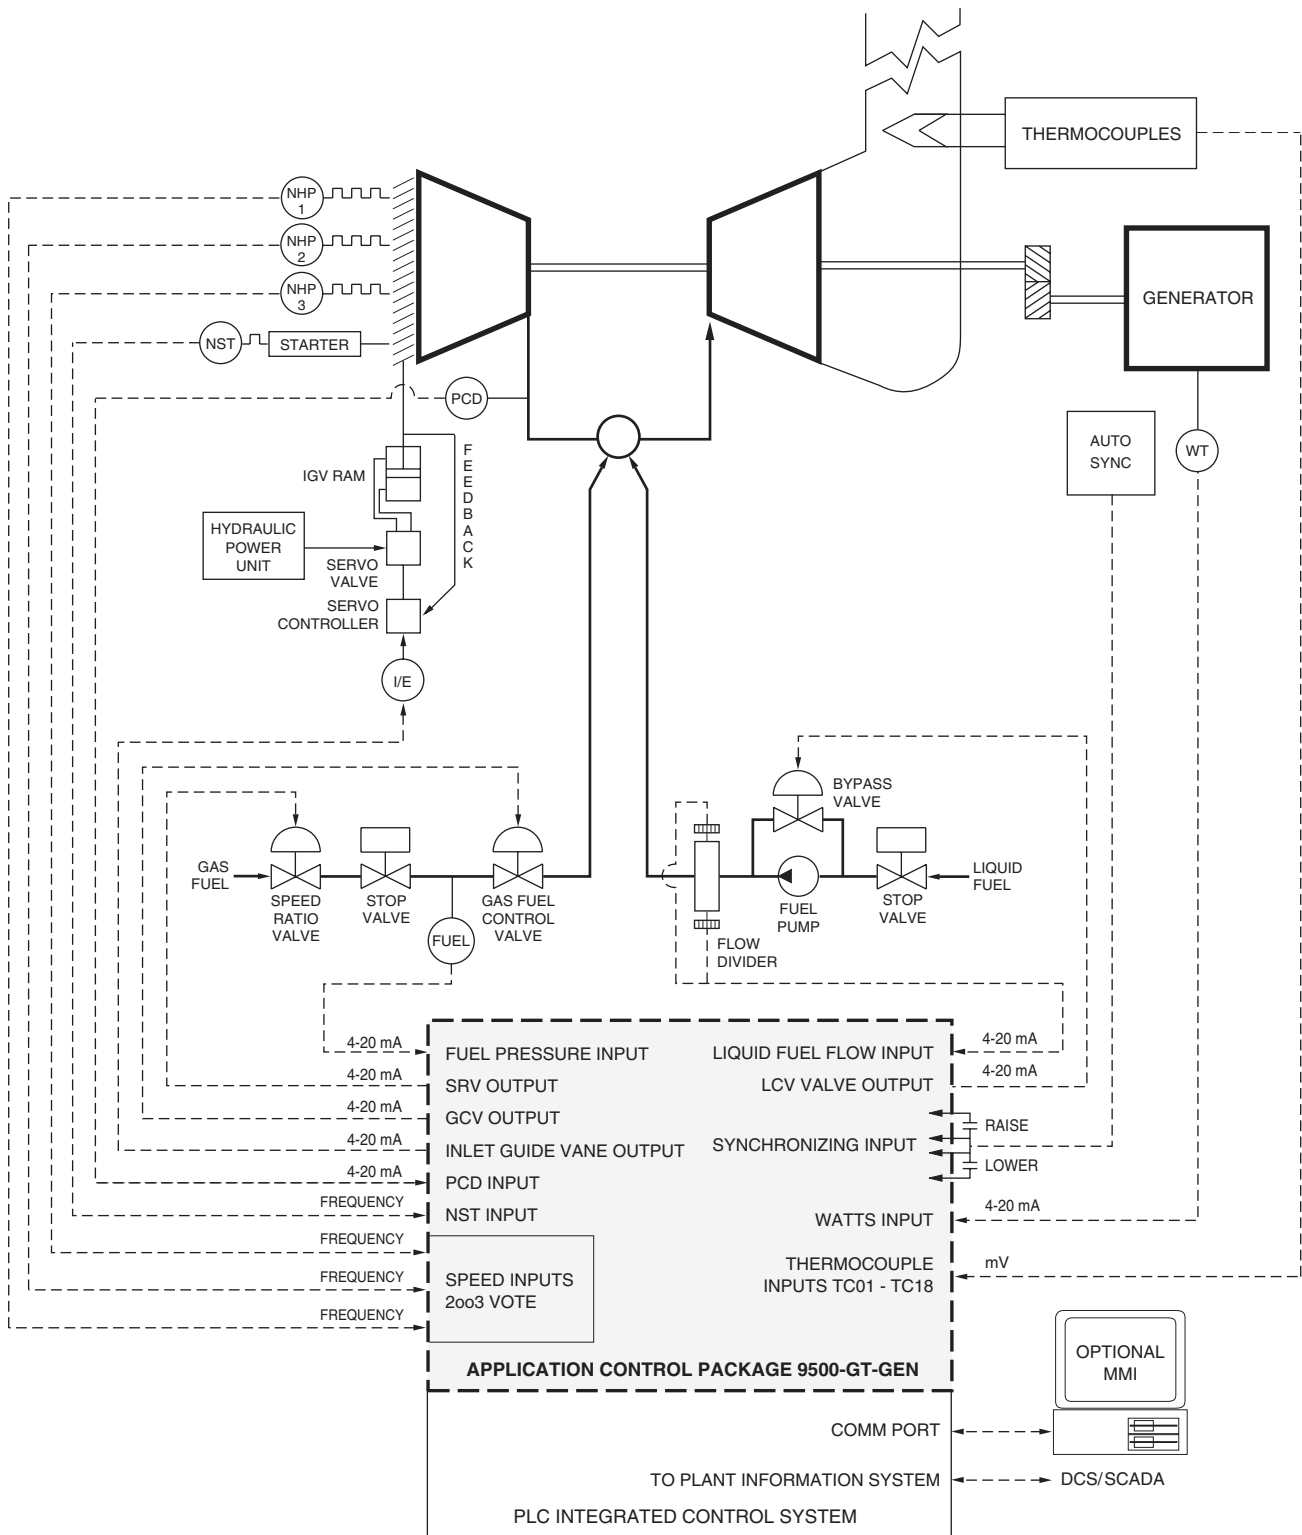 THERMOCOUPLES
NHP
1
NHP
2
NHP
3
NST
STARTER
GENERATOR
PCD
AUTO
SYNC
WT
IGV RAM
FEEDBACK
HYDRAULIC
POWER
UNIT
SERVO
VALVE
SERVO
CONTROLLER
I/E
BYPASS
VALVE
GAS
FUEL
SPEED
RATIO
VALVE
STOP
VALVE
GAS FUEL
CONTROL
VALVE
FUEL
FLOW
DIVIDER
FUEL
PUMP
STOP
VALVE
LIQUID
FUEL
4-20 mA
FUEL PRESSURE INPUT
4-20 mA
SRV OUTPUT
4-20 mA
GCV OUTPUT
4-20 mA
INLET GUIDE VANE OUTPUT
4-20 mA
PCD INPUT
FREQUENCY
NST INPUT
FREQUENCY
FREQUENCY
SPEED INPUTS
2oo3 VOTE
FREQUENCY
LIQUID FUEL FLOW INPUT
4-20 mA
LCV VALVE OUTPUT
4-20 mA
RAISE
SYNCHRONIZING INPUT
LOWER
WATTS INPUT
4-20 mA
THERMOCOUPLE
INPUTS TC01 - TC18
mV
APPLICATION CONTROL PACKAGE 9500-GT-GEN
OPTIONAL
MMI
COMM PORT
TO PLANT INFORMATION SYSTEM
DCS/SCADA
PLC INTEGRATED CONTROL SYSTEM